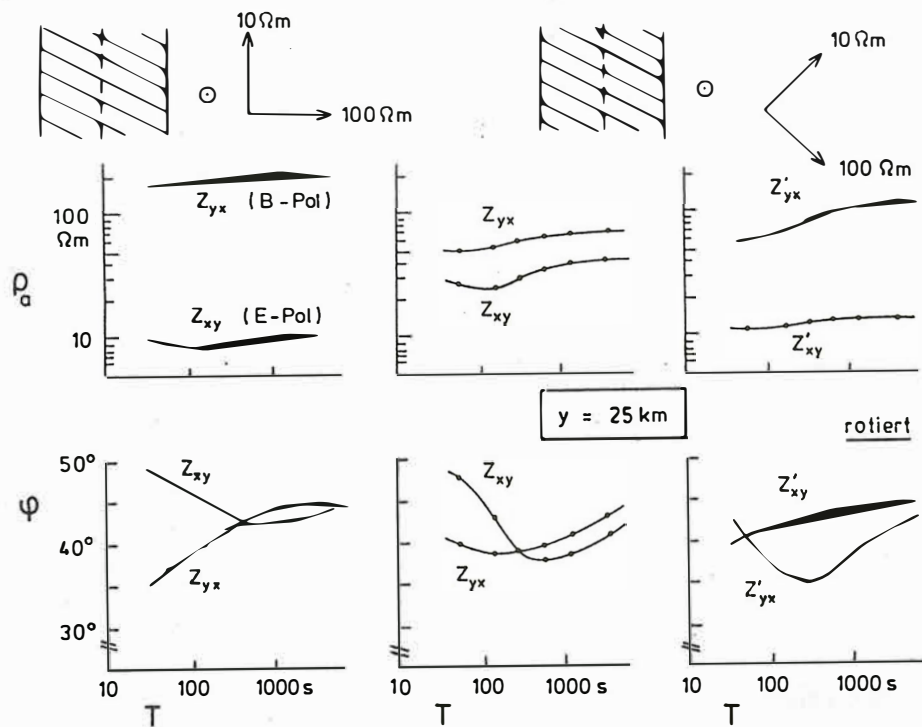 10 Ωm
100 Ωm
10 Ωm
100 Ωm
100
Ωm
10
ρa
Zyx (B-Pol)
Zxy (E-Pol)
Zyx
Zxy
Z'yx
Z'xy
y = 25 km
rotiert
50°
40°
30°
φ
Zxy
Zyx
Zxy
Zyx
Z'xy
Z'yx
10 100 1000 s
T
10 100 1000 s
T
10 100 1000 s
T